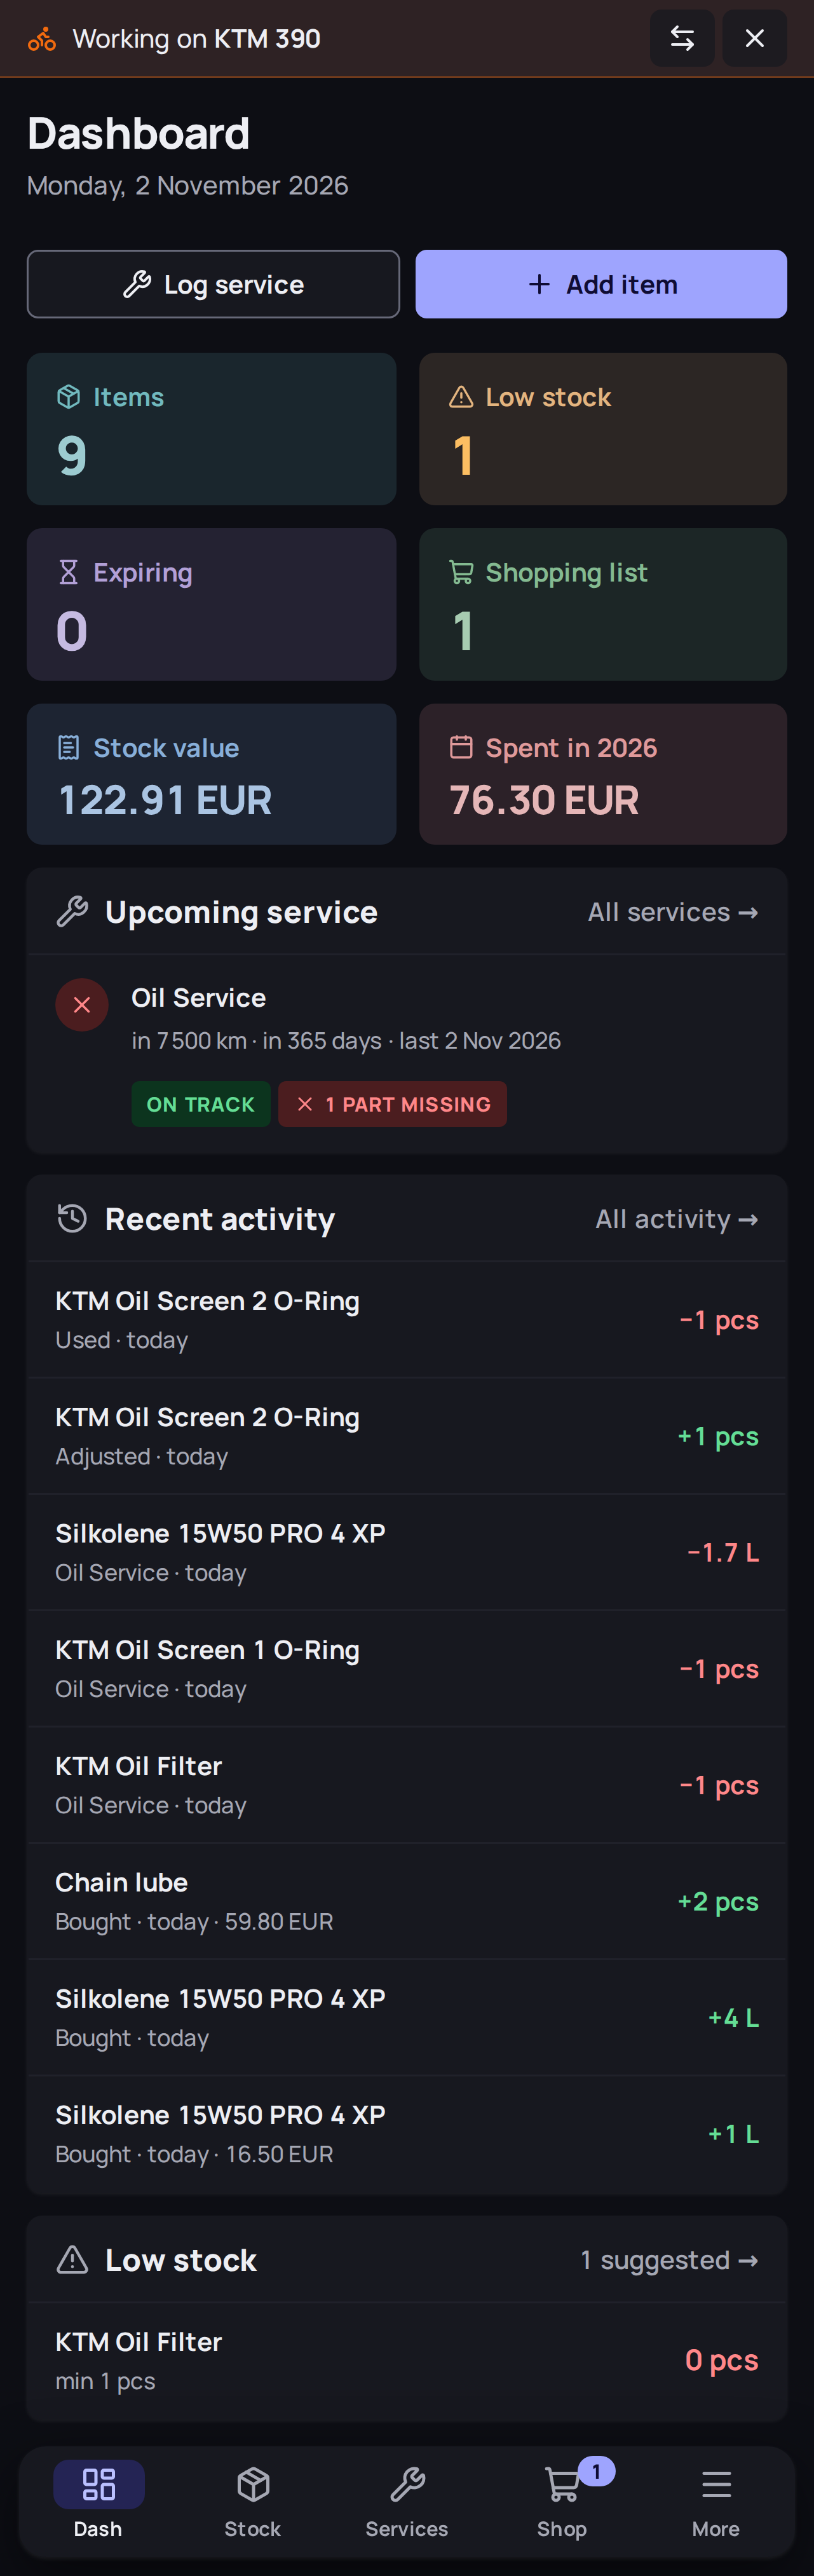 Working on KTM 390
Dashboard
Monday, 2 November 2026
Log service
Add item
Items
9
Low stock
1
Expiring
0
Shopping list
1
Stock value
122.91 EUR
Spent in 2026
76.30 EUR
Upcoming service
All services →
Oil Service
in 7 500 km · in 365 days · last 2 Nov 2026
ON TRACK
1 PART MISSING
Recent activity
All activity →
KTM Oil Screen 2 O-Ring
Used · today
−1 pcs
KTM Oil Screen 2 O-Ring
Adjusted · today
+1 pcs
Silkolene 15W50 PRO 4 XP
Oil Service · today
−1.7 L
KTM Oil Screen 1 O-Ring
Oil Service · today
−1 pcs
KTM Oil Filter
Oil Service · today
−1 pcs
Chain lube
Bought · today · 59.80 EUR
+2 pcs
Silkolene 15W50 PRO 4 XP
Bought · today
+4 L
Silkolene 15W50 PRO 4 XP
Bought · today · 16.50 EUR
+1 L
Low stock
1 suggested →
KTM Oil Filter
min 1 pcs
0 pcs
1
Dash
Stock
Services
Shop
More